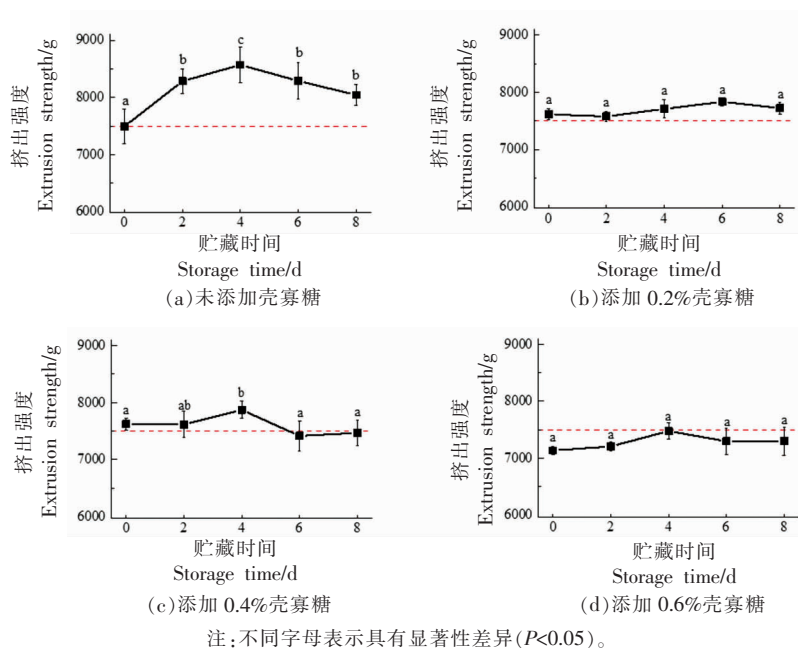 挤出强度
Extrusion strength/g
9000
8000
7000
6000
a
b
c
b
b
0
2
4
6
8
贮藏时间
Storage time/d
(a)未添加壳寡糖
挤出强度
Extrusion strength/g
9000
8000
7000
6000
a
a
a
a
a
0
2
4
6
8
贮藏时间
Storage time/d
(b)添加 0.2%壳寡糖
挤出强度
Extrusion strength/g
9000
8000
7000
6000
a
ab
b
a
a
0
2
4
6
8
贮藏时间
Storage time/d
(c)添加 0.4%壳寡糖
挤出强度
Extrusion strength/g
9000
8000
7000
6000
a
a
a
a
a
0
2
4
6
8
贮藏时间
Storage time/d
(d)添加 0.6%壳寡糖
注:不同字母表示具有显著性差异(P<0.05)。